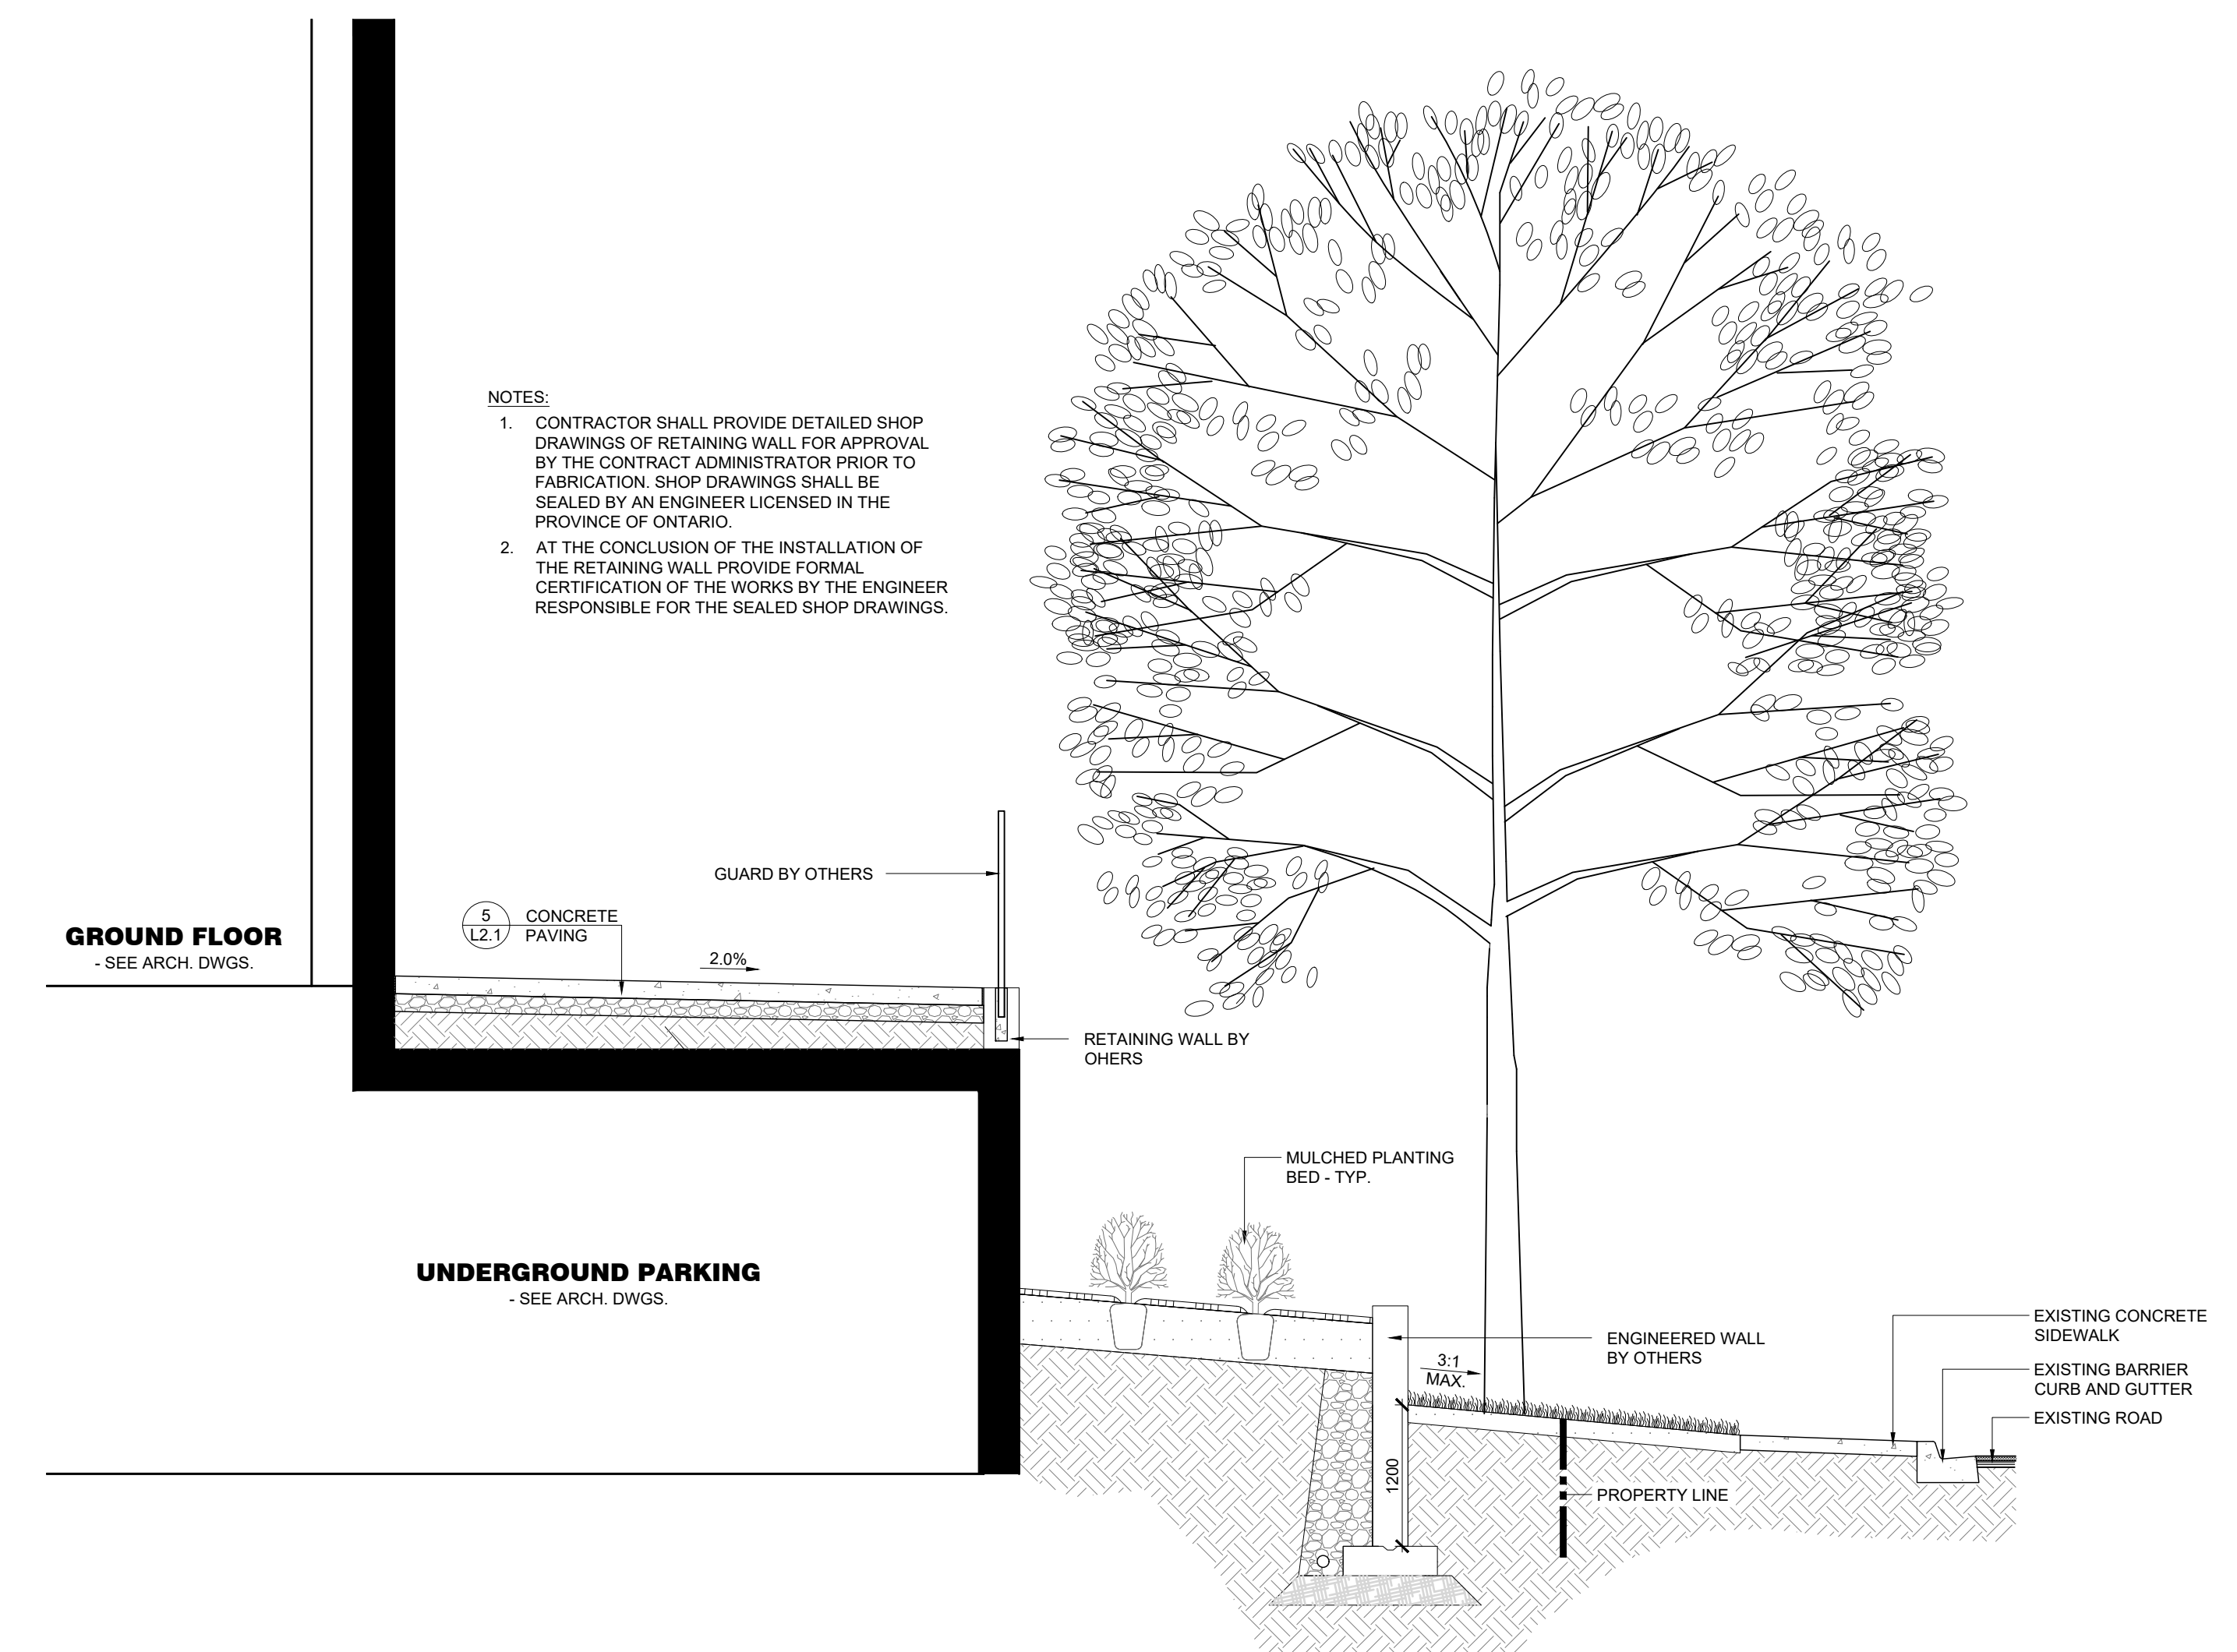 NOTES:
1. CONTRACTOR SHALL PROVIDE DETAILED SHOP
DRAWINGS OF RETAINING WALL FOR APPROVAL
BY THE CONTRACT ADMINISTRATOR PRIOR TO
FABRICATION. SHOP DRAWINGS SHALL BE
SEALED BY AN ENGINEER LICENSED IN THE
PROVINCE OF ONTARIO.
2. AT THE CONCLUSION OF THE INSTALLATION OF
THE RETAINING WALL PROVIDE FORMAL
CERTIFICATION OF THE WORKS BY THE ENGINEER
RESPONSIBLE FOR THE SEALED SHOP DRAWINGS.
GUARD BY OTHERS
5
L2.1
CONCRETE
PAVING
GROUND FLOOR
- SEE ARCH. DWGS.
2.0%
RETAINING WALL BY
OHERS
MULCHED PLANTING
BED - TYP.
UNDERGROUND PARKING
- SEE ARCH. DWGS.
ENGINEERED WALL
BY OTHERS
3:1
MAX.
EXISTING CONCRETE
SIDEWALK
EXISTING BARRIER
CURB AND GUTTER
EXISTING ROAD
1200
PROPERTY LINE